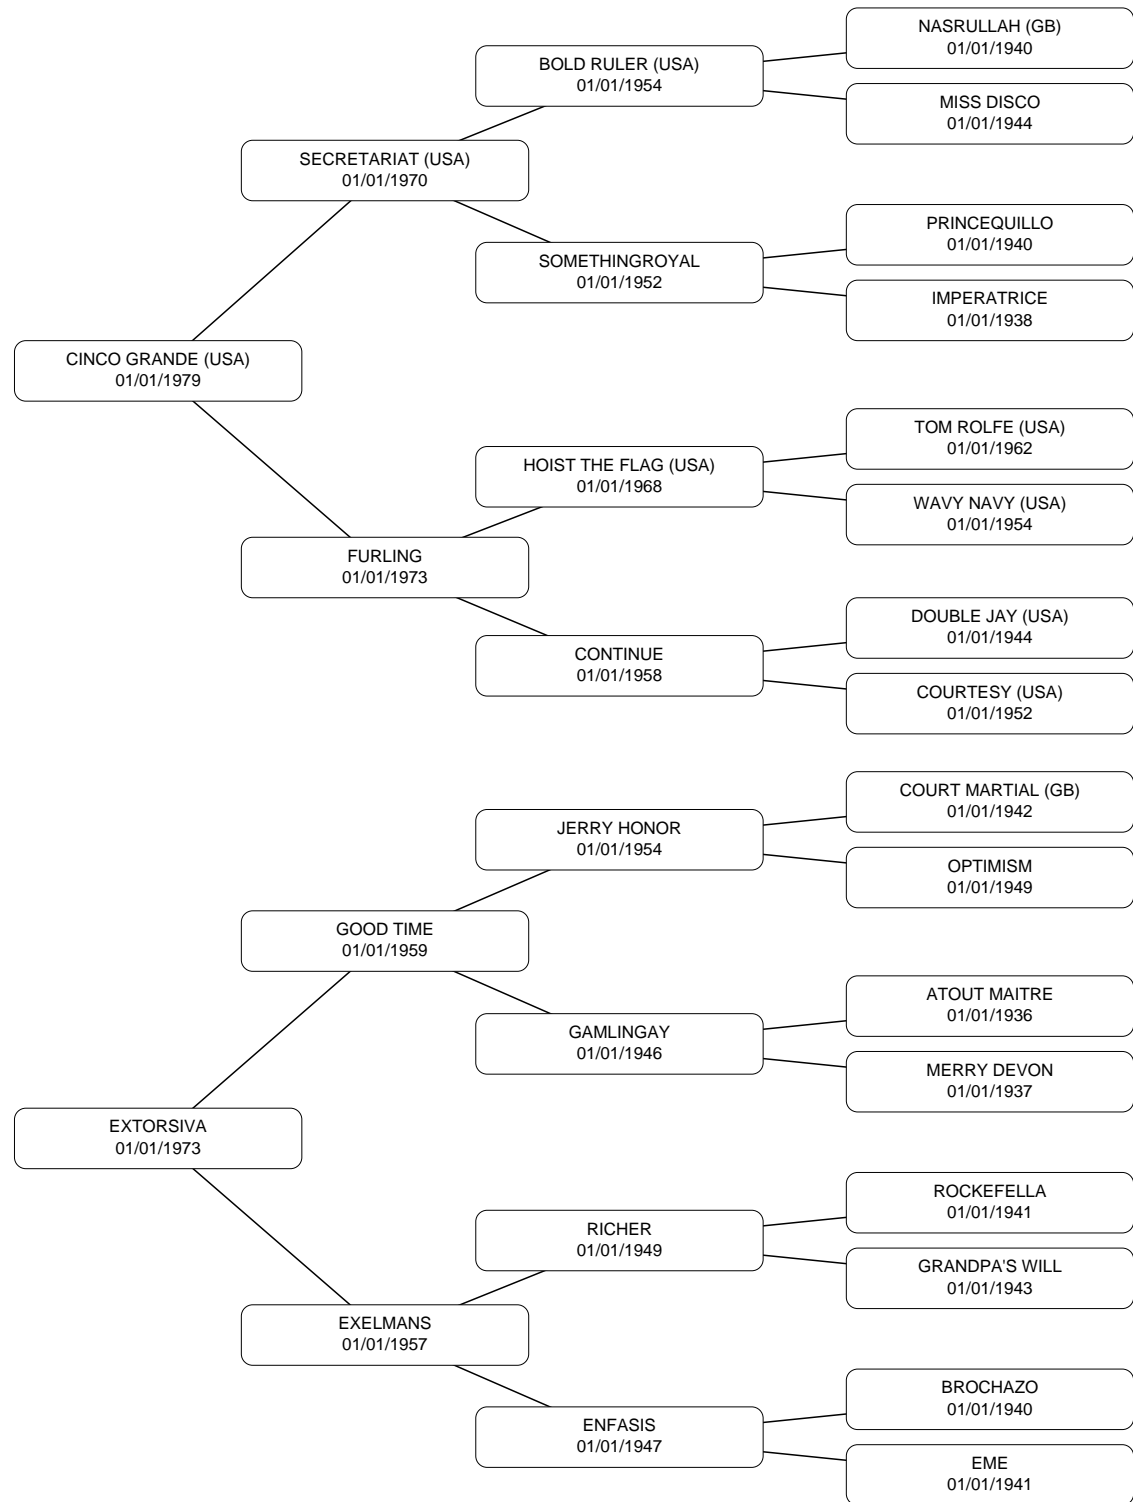 NASRULLAH (GB)
01/01/1940
BOLD RULER (USA)
01/01/1954
MISS DISCO
01/01/1944
SECRETARIAT (USA)
01/01/1970
PRINCEQUILLO
01/01/1940
SOMETHINGROYAL
01/01/1952
IMPERATRICE
01/01/1938
CINCO GRANDE (USA)
01/01/1979
TOM ROLFE (USA)
01/01/1962
HOIST THE FLAG (USA)
01/01/1968
WAVY NAVY (USA)
01/01/1954
FURLING
01/01/1973
DOUBLE JAY (USA)
01/01/1944
CONTINUE
01/01/1958
COURTESY (USA)
01/01/1952
COURT MARTIAL (GB)
01/01/1942
JERRY HONOR
01/01/1954
OPTIMISM
01/01/1949
GOOD TIME
01/01/1959
ATOUT MAITRE
01/01/1936
GAMLINGAY
01/01/1946
MERRY DEVON
01/01/1937
EXTORSIVA
01/01/1973
ROCKEFELLA
01/01/1941
RICHER
01/01/1949
GRANDPA'S WILL
01/01/1943
EXELMANS
01/01/1957
BROCHAZO
01/01/1940
ENFASIS
01/01/1947
EME
01/01/1941